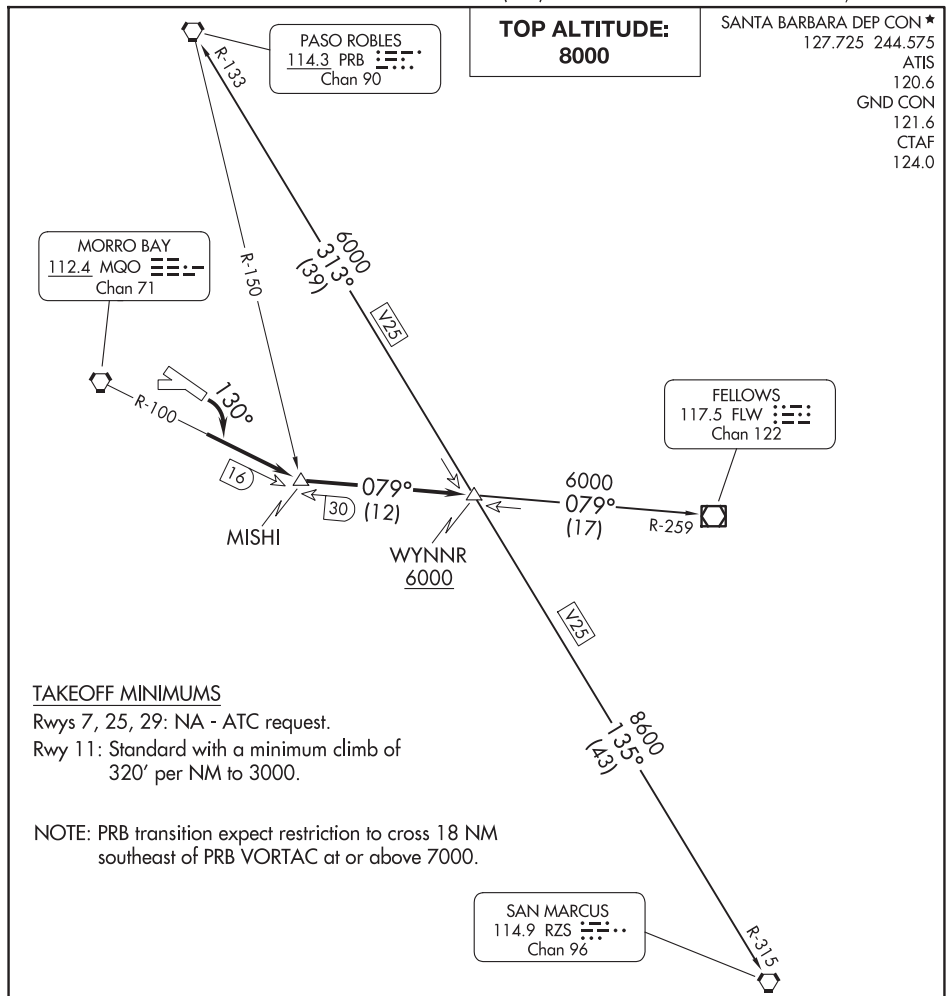 TOP ALTITUDE:
8000
SANTA BARBARA DEP CON ★
127.725 244.575
ATIS
120.6
GND CON
121.6
CTAF
124.0
PASO ROBLES
114.3 PRB
Chan 90
R-133
MORRO BAY
112.4 MQO
Chan 71
R-150
6000
313°
(39)
V25
R-100
130°
FELLOWS
117.5 FLW
Chan 122
16
30
079°
(12)
6000
079°
(17)
R-259
MISHI
WYNNR
6000
V25
8600
135°
(43)
TAKEOFF MINIMUMS
Rwys 7, 25, 29: NA - ATC request.
Rwy 11: Standard with a minimum climb of
320' per NM to 3000.
NOTE: PRB transition expect restriction to cross 18 NM
southeast of PRB VORTAC at or above 7000.
SAN MARCUS
114.9 RZS
Chan 96
R-315